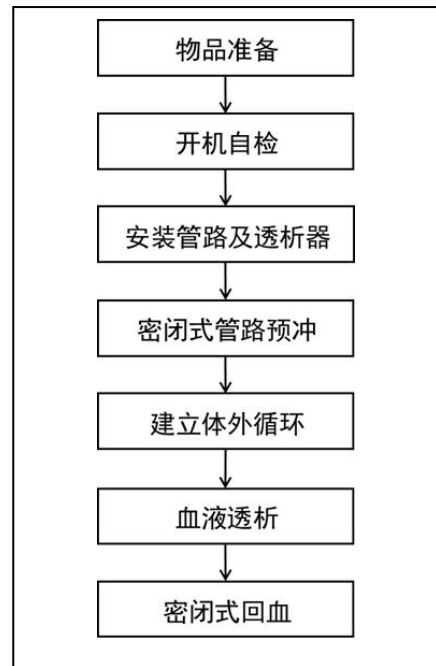 物品准备
开机自检
安装管路及透析器
密闭式管路预冲
建立体外循环
血液透析
密闭式回血